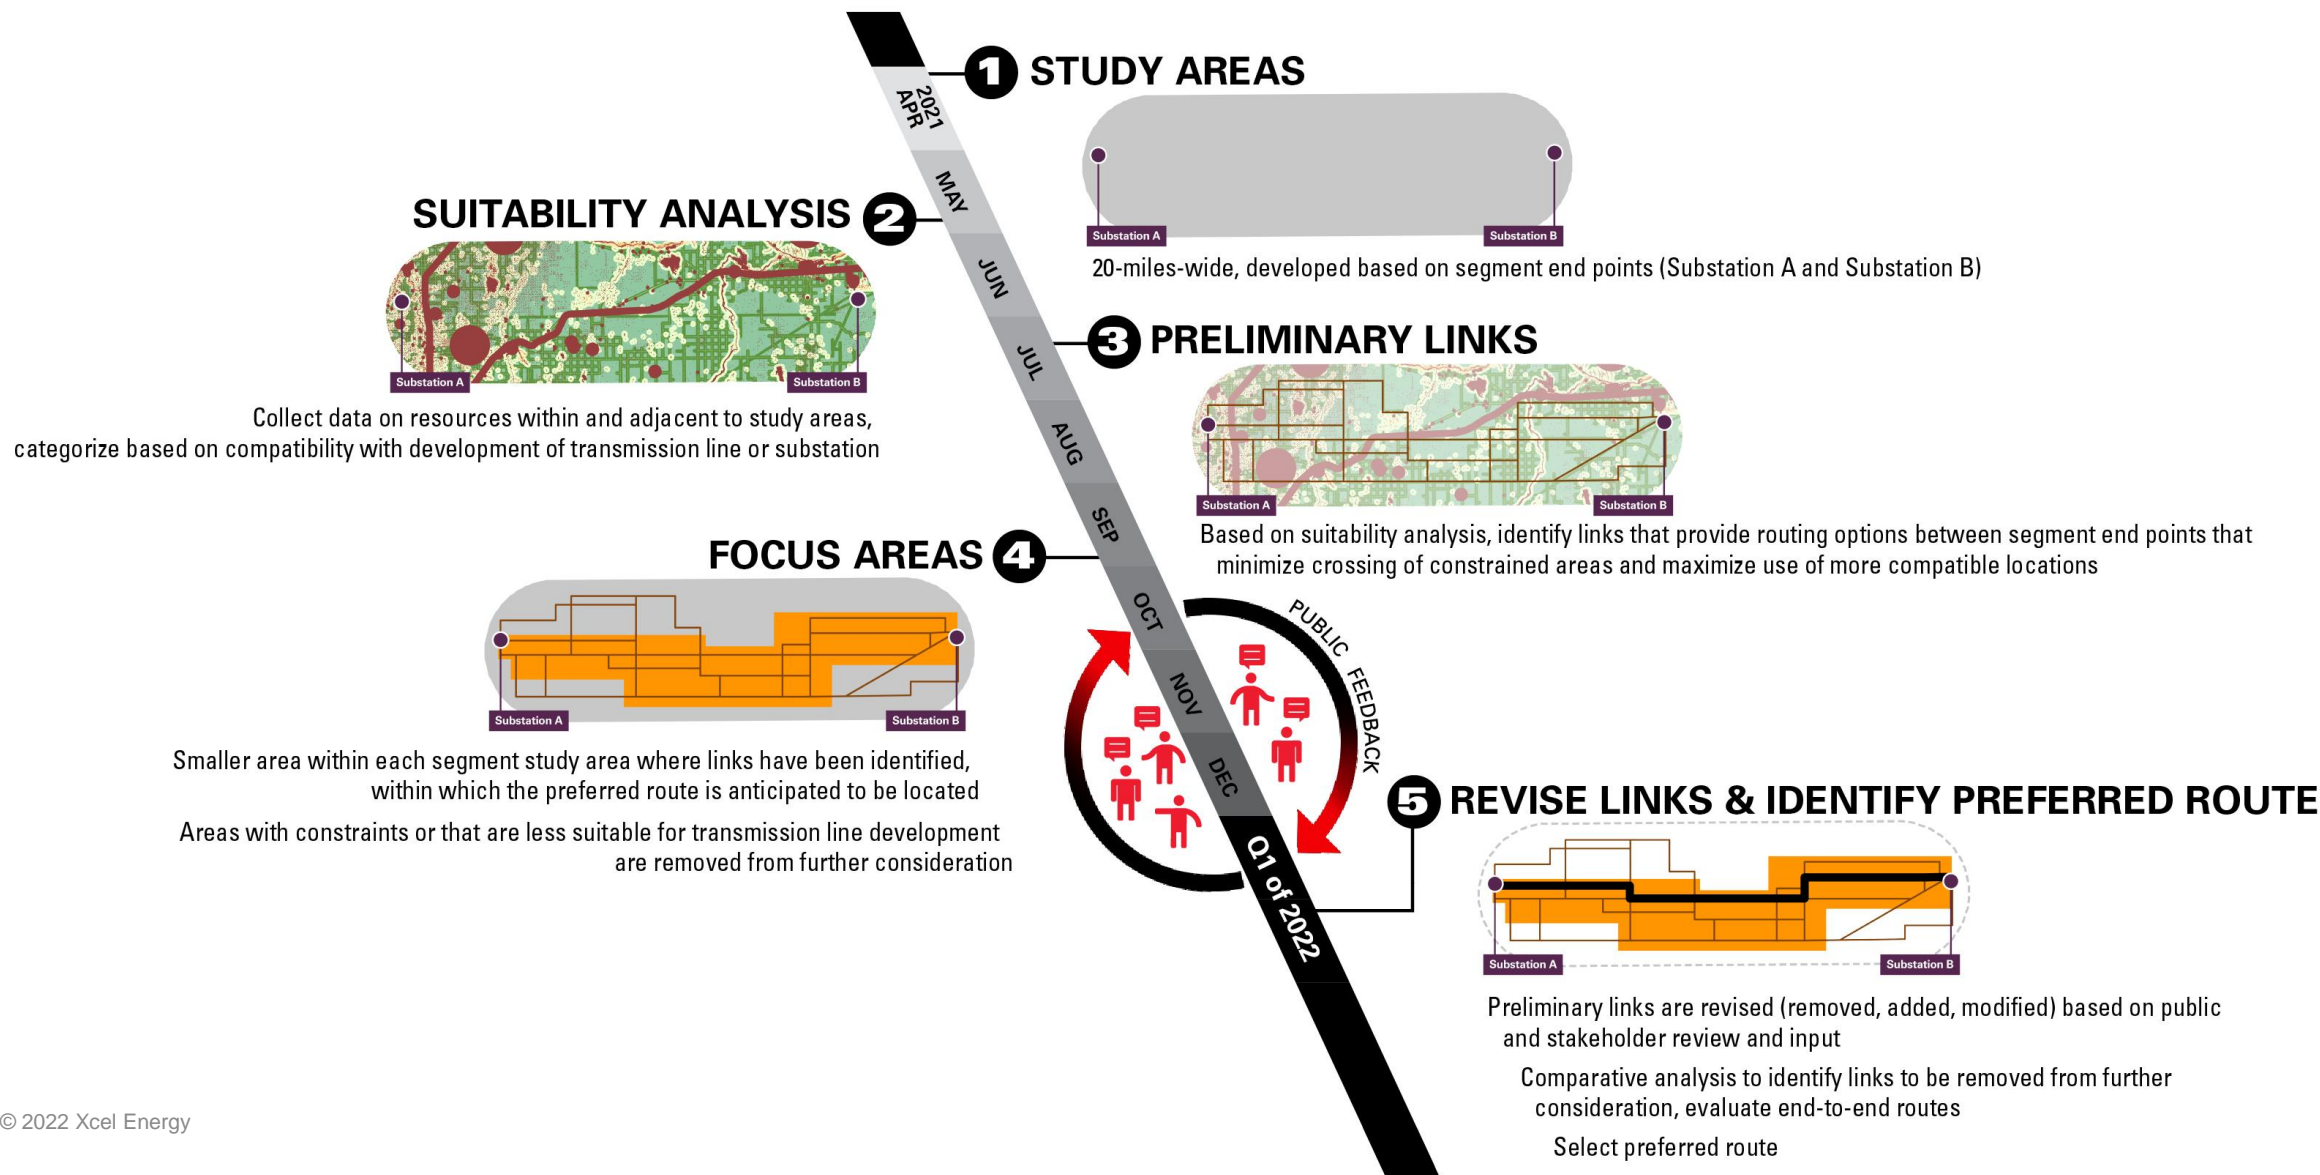 1 STUDY AREAS
2021
APR
Substation A
Substation B
20-miles-wide, developed based on segment end points (Substation A and Substation B)
MAY
SUITABILITY ANALYSIS 2
Substation A
Substation B
Collect data on resources within and adjacent to study areas,
categorize based on compatibility with development of transmission line or substation
JUN
JUL
3 PRELIMINARY LINKS
Substation A
Substation B
Based on suitability analysis, identify links that provide routing options between segment end points that
minimize crossing of constrained areas and maximize use of more compatible locations
AUG
SEP
FOCUS AREAS 4
Substation A
Substation B
Smaller area within each segment study area where links have been identified,
within which the preferred route is anticipated to be located
Areas with constraints or that are less suitable for transmission line development
are removed from further consideration
OCT
NOV
DEC
PUBLIC FEEDBACK
Q1 of 2022
5 REVISE LINKS & IDENTIFY PREFERRED ROUTE
Substation A
Substation B
Preliminary links are revised (removed, added, modified) based on public
and stakeholder review and input
Comparative analysis to identify links to be removed from further
consideration, evaluate end-to-end routes
Select preferred route
© 2022 Xcel Energy